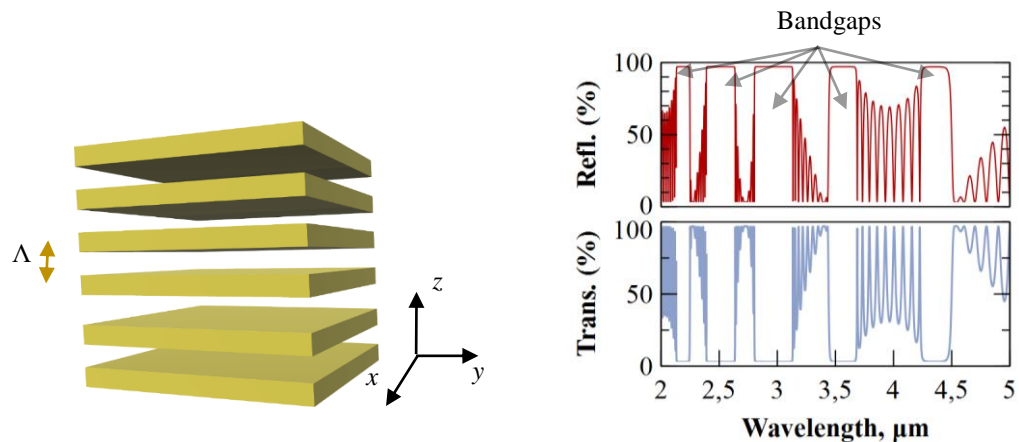 Bandgaps
Λ
z
x
y
Refl. (%)
100
50
0
Trans. (%)
100
50
0
2 2,5 3 3,5 4 4,5 5
Wavelength, µm